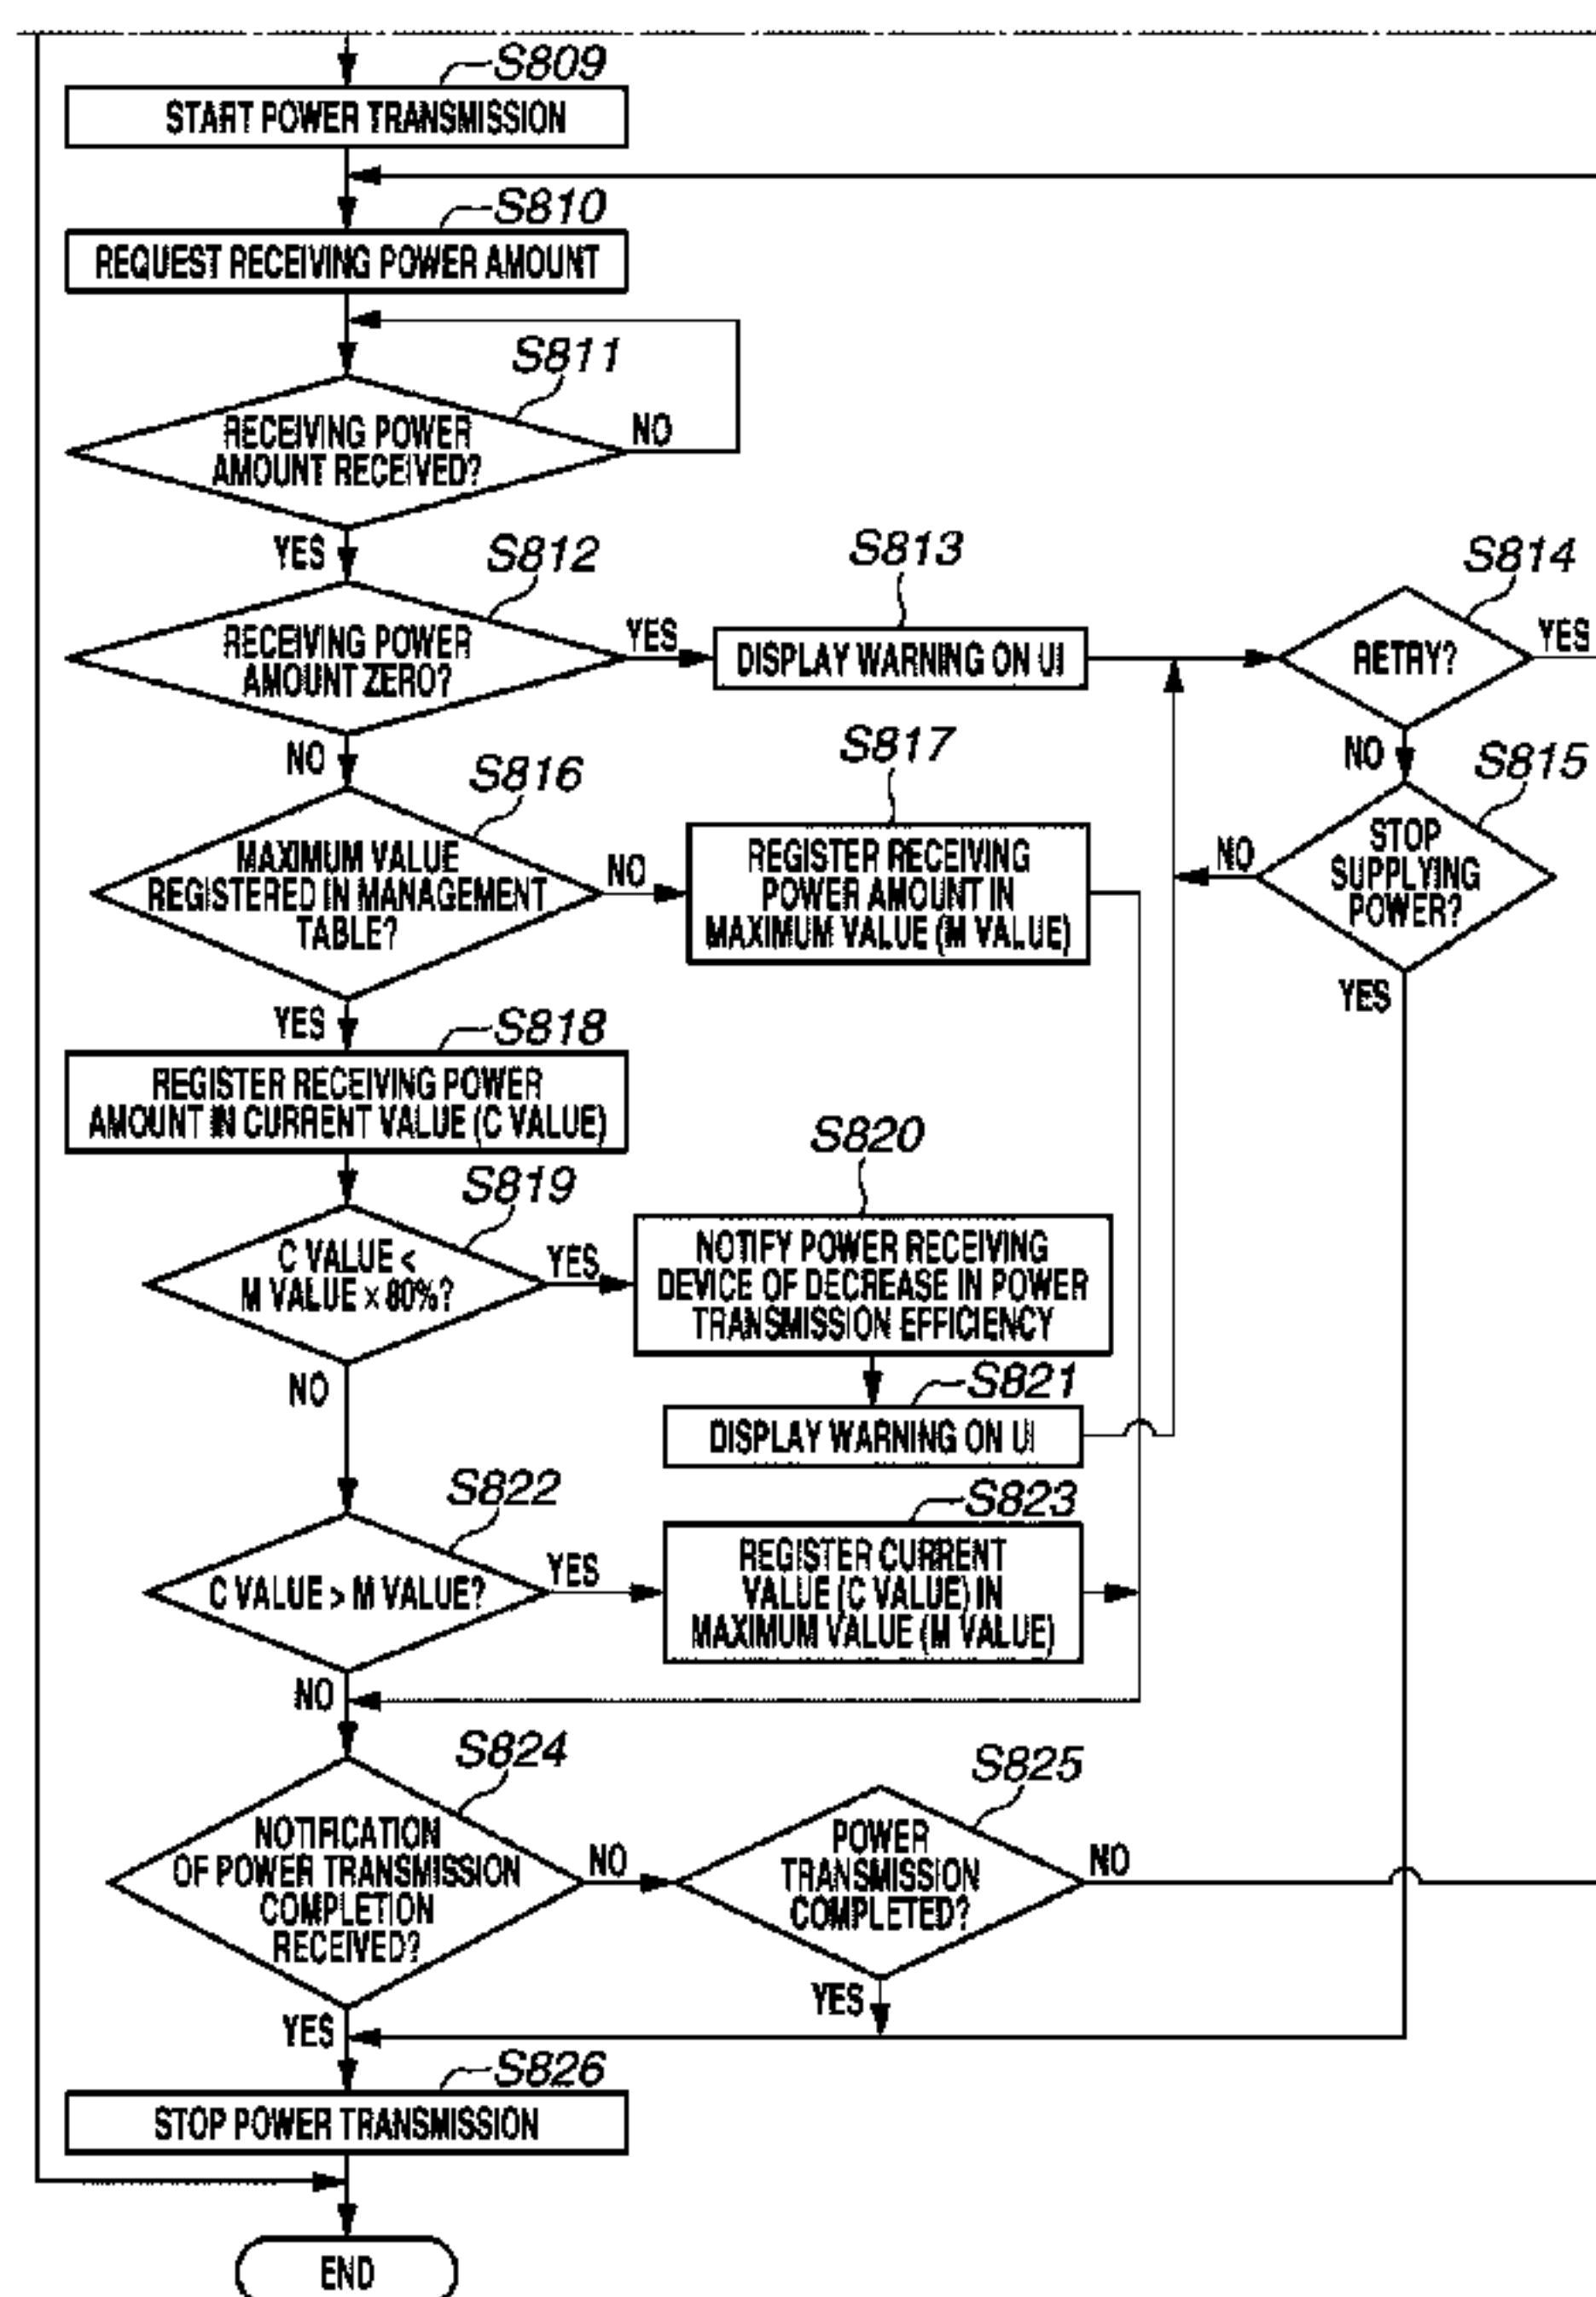 S809
START POWER TRANSMISSION
S810
REQUEST RECEIVING POWER AMOUNT
S811
RECEIVING POWER
AMOUNT RECEIVED?
NO
YES
S812
RECEIVING POWER
AMOUNT ZERO?
YES
S813
DISPLAY WARNING ON UI
S814
RETRY?
YES
NO
NO
S815
STOP
SUPPLYING
POWER?
NO
YES
S816
MAXIMUM VALUE
REGISTERED IN MANAGEMENT
TABLE?
NO
S817
REGISTER RECEIVING
POWER AMOUNT IN
MAXIMUM VALUE (M VALUE)
YES
S818
REGISTER RECEIVING POWER
AMOUNT IN CURRENT VALUE (C VALUE)
S819
C VALUE <
M VALUE × 80%?
YES
S820
NOTIFY POWER RECEIVING
DEVICE OF DECREASE IN POWER
TRANSMISSION EFFICIENCY
NO
S821
DISPLAY WARNING ON UI
S822
C VALUE > M VALUE?
YES
S823
REGISTER CURRENT
VALUE (C VALUE) IN
MAXIMUM VALUE (M VALUE)
NO
S824
NOTIFICATION
OF POWER TRANSMISSION
COMPLETION
RECEIVED?
NO
S825
POWER
TRANSMISSION
COMPLETED?
NO
YES
YES
S826
STOP POWER TRANSMISSION
END